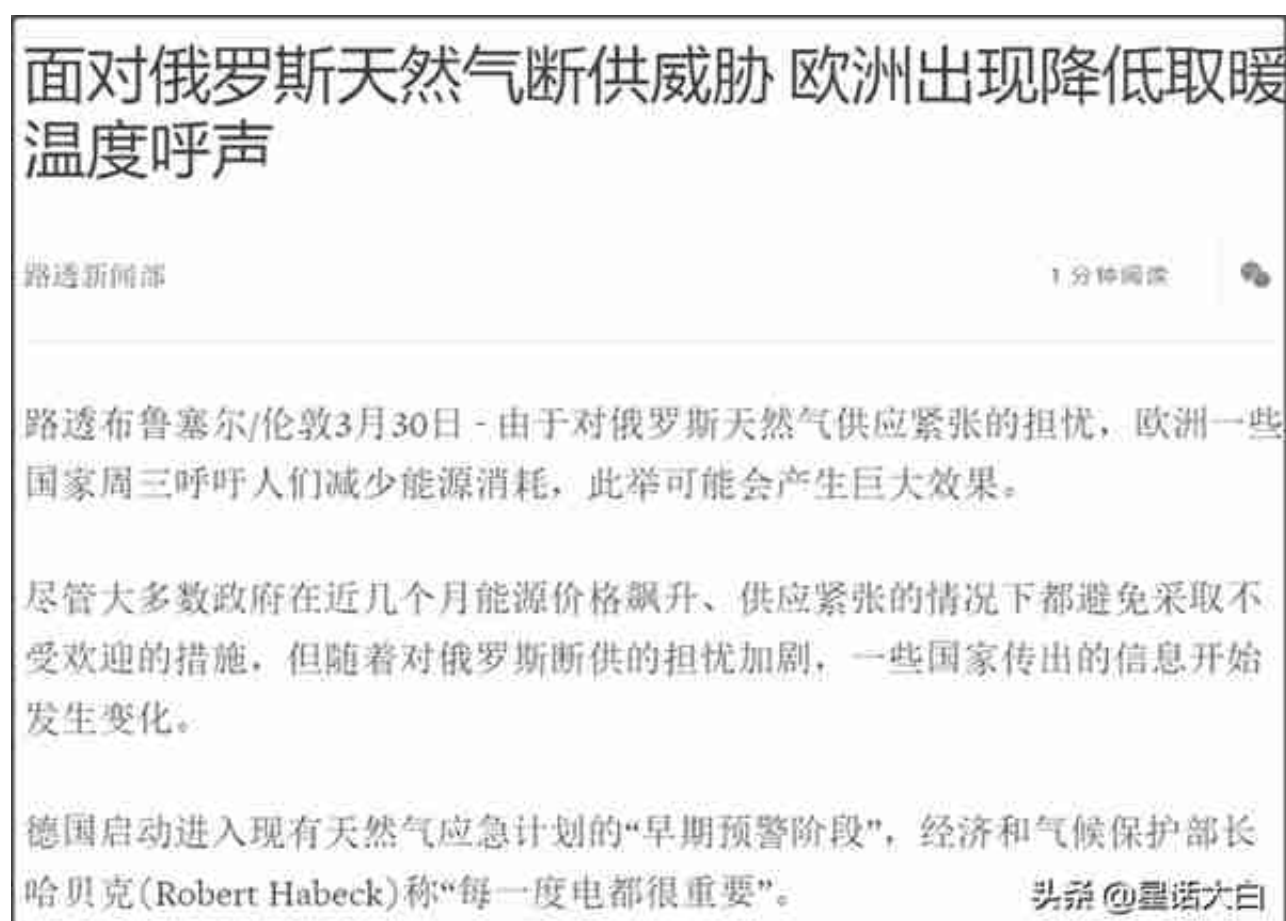 面对俄罗斯天然气断供威胁 欧洲出现降低取暖
温度呼声
路透新闻部
1 分钟阅读
路透布鲁塞尔/伦敦3月30日 - 由于对俄罗斯天然气供应紧张的担忧，欧洲一些
国家周三呼吁人们减少能源消耗，此举可能会产生巨大效果。
尽管大多数政府在近几个月能源价格飙升、供应紧张的情况下都避免采取不
受欢迎的措施，但随着对俄罗斯断供的担忧加剧，一些国家传出的信息开始
发生变化。
德国启动进入现有天然气应急计划的“早期预警阶段”，经济和气候保护部长
哈贝克(Robert Habeck)称“每一度电都很重要”。
头条 @星话大白